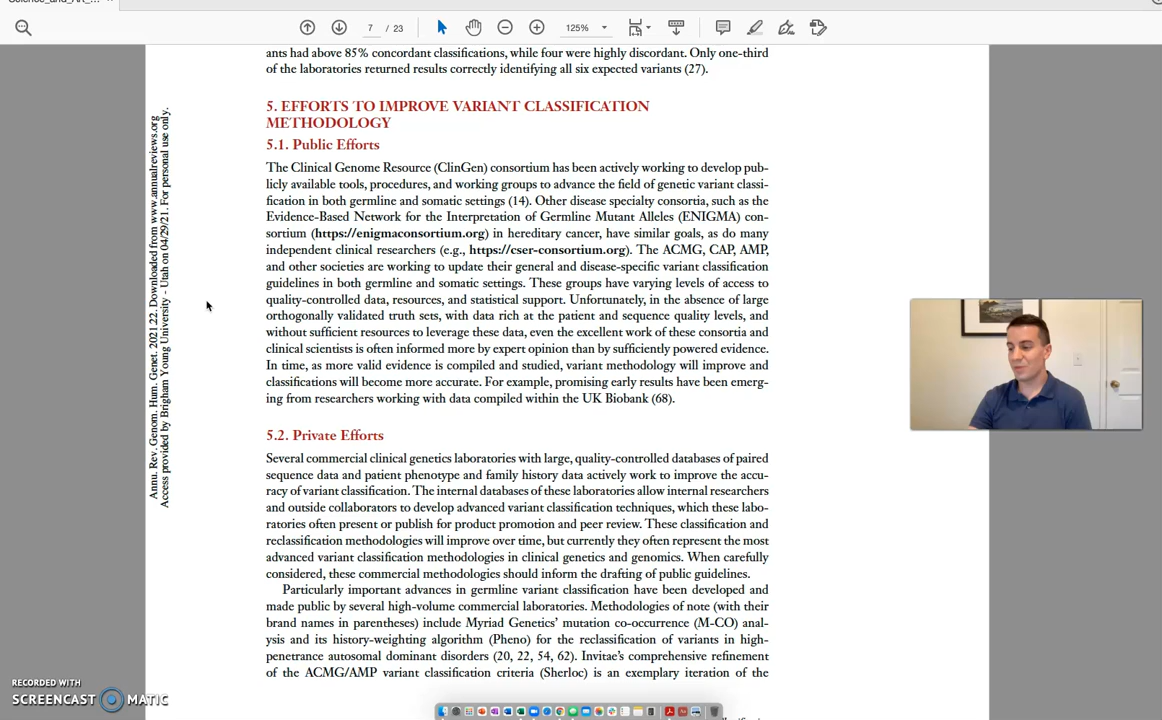 7 / 23
125%
ants had above 85% concordant classifications, while four were highly discordant. Only one-third
of the laboratories returned results correctly identifying all six expected variants (27).
5. EFFORTS TO IMPROVE VARIANT CLASSIFICATION
METHODOLOGY
5.1. Public Efforts
The Clinical Genome Resource (ClinGen) consortium has been actively working to develop pub-
licly available tools, procedures, and working groups to advance the field of genetic variant classi-
fication in both germline and somatic settings (14). Other disease specialty consortia, such as the
Evidence-Based Network for the Interpretation of Germline Mutant Alleles (ENIGMA) con-
sortium (https://enigmaconsortium.org) in hereditary cancer, have similar goals, as do many
independent clinical researchers (e.g., https://cser-consortium.org). The ACMG, CAP, AMP,
and other societies are working to update their general and disease-specific variant classification
guidelines in both germline and somatic settings. These groups have varying levels of access to
quality-controlled data, resources, and statistical support. Unfortunately, in the absence of large
orthogonally validated truth sets, with data rich at the patient and sequence quality levels, and
without sufficient resources to leverage these data, even the excellent work of these consortia and
clinical scientists is often informed more by expert opinion than by sufficiently powered evidence.
In time, as more valid evidence is compiled and studied, variant methodology will improve and
classifications will become more accurate. For example, promising early results have been emerg-
ing from researchers working with data compiled within the UK Biobank (68).
5.2. Private Efforts
Several commercial clinical genetics laboratories with large, quality-controlled databases of paired
sequence data and patient phenotype and family history data actively work to improve the accu-
racy of variant classification. The internal databases of these laboratories allow internal researchers
and outside collaborators to develop advanced variant classification techniques, which these labo-
ratories often present or publish for product promotion and peer review. These classification and
reclassification methodologies will improve over time, but currently they often represent the most
advanced variant classification methodologies in clinical genetics and genomics. When carefully
considered, these commercial methodologies should inform the drafting of public guidelines.
Particularly important advances in germline variant classification have been developed and
made public by several high-volume commercial laboratories. Methodologies of note (with their
brand names in parentheses) include Myriad Genetics' mutation co-occurrence (M-CO) anal-
ysis and its history-weighting algorithm (Pheno) for the reclassification of variants in high-
penetrance autosomal dominant disorders (20, 22, 54, 62). Invitae's comprehensive refinement
of the ACMG/AMP variant classification criteria (Sherloc) is an exemplary iteration of the
Annu. Rev. Genom. Hum. Genet. 2021.22. Downloaded from www.annualreviews.org
Access provided by Brigham Young University - Utah on 04/29/21. For personal use only.
RECORDED WITH
SCREENCAST MATIC